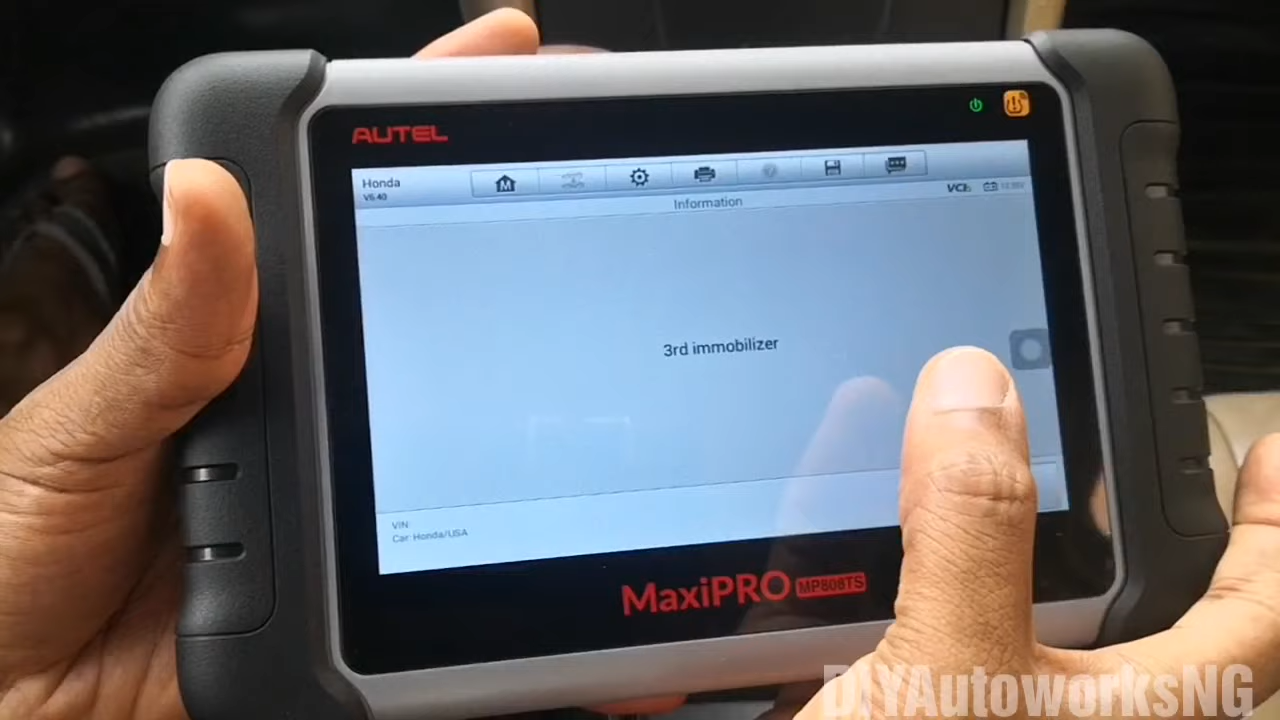 AUTEL
Honda
V6.40
Information
VCI
3rd immobilizer
VIN:
Car: Honda/USA
MaxiPRO MP808TS
DIYAutoworksNG